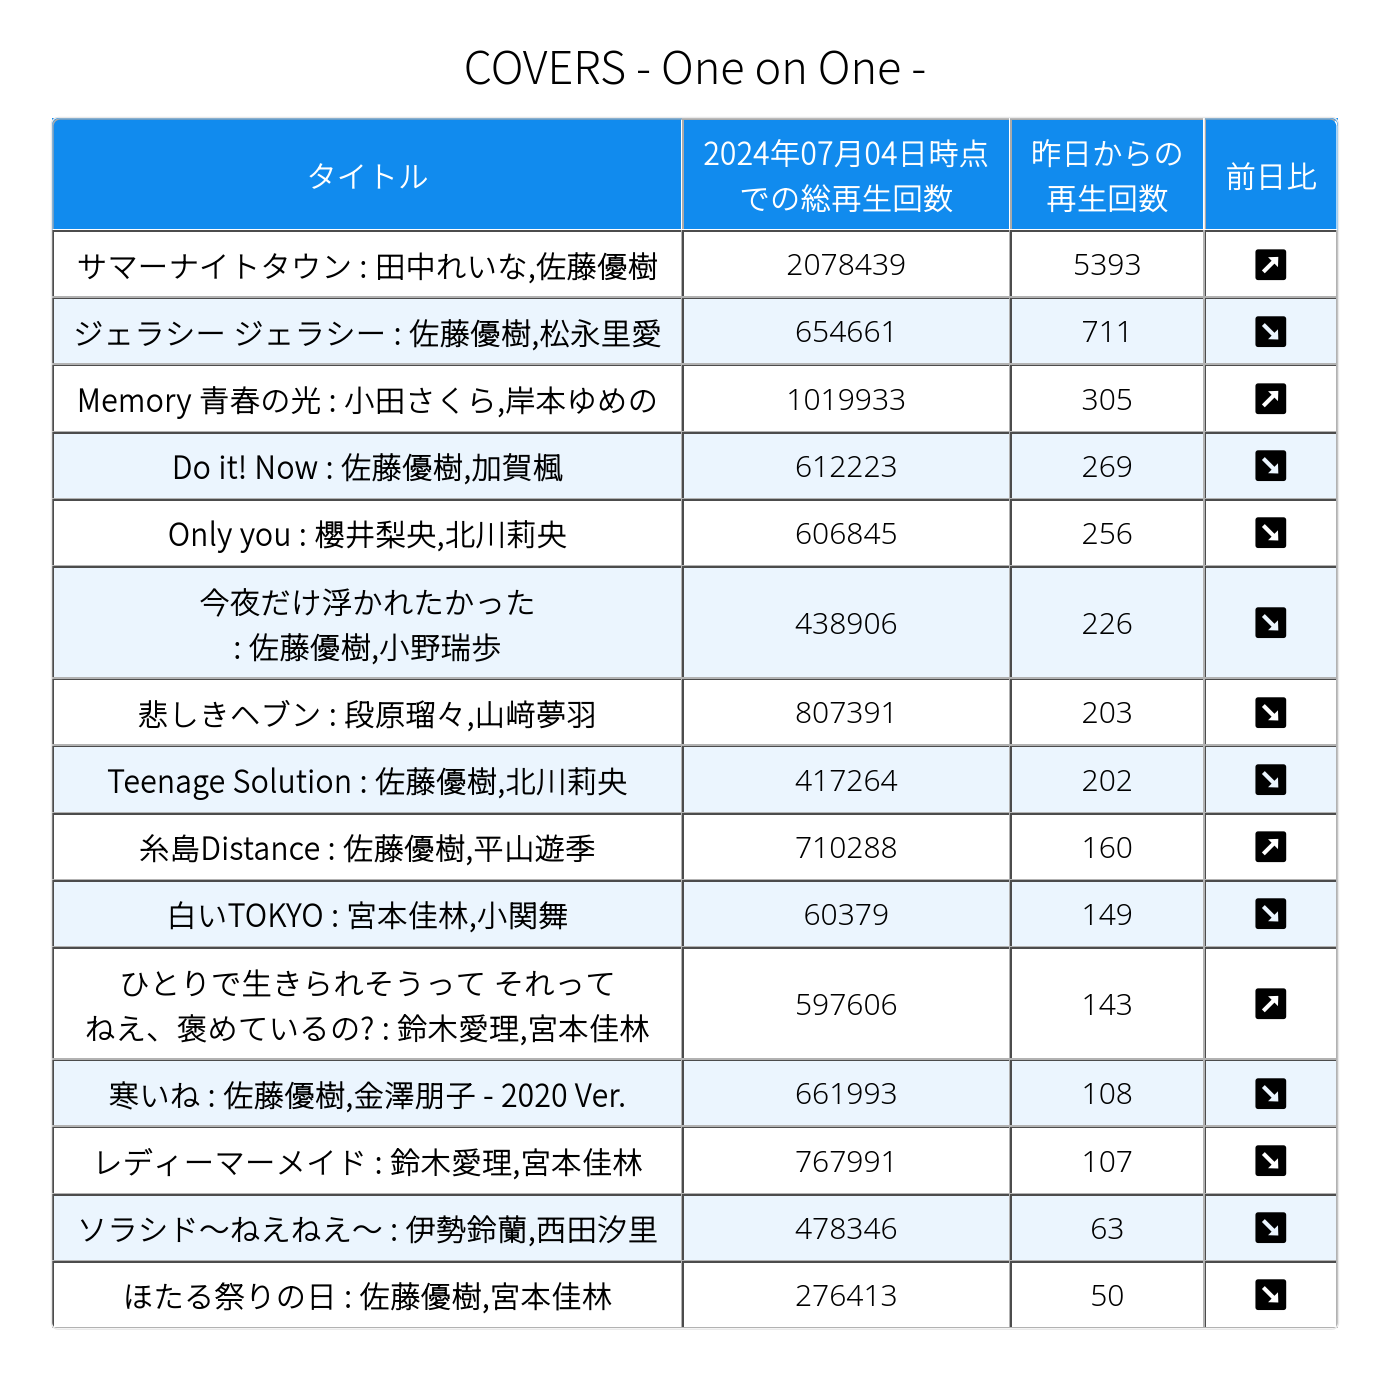 COVERS - One on One -
タイトル
2024年07月04日時点
での総再生回数
昨日からの
再生回数
前日比
サマーナイトタウン : 田中れいな,佐藤優樹
2078439
5393
ジェラシー ジェラシー : 佐藤優樹,松永里愛
654661
711
Memory 青春の光 : 小田さくら,岸本ゆめの
1019933
305
Do it! Now : 佐藤優樹,加賀楓
612223
269
Only you : 櫻井梨央,北川莉央
606845
256
今夜だけ浮かれたかった
: 佐藤優樹,小野瑞歩
438906
226
悲しきヘブン : 段原瑠々,山﨑夢羽
807391
203
Teenage Solution : 佐藤優樹,北川莉央
417264
202
糸島Distance : 佐藤優樹,平山遊季
710288
160
白いTOKYO : 宮本佳林,小関舞
60379
149
ひとりで生きられそうって それって
ねえ、褒めているの? : 鈴木愛理,宮本佳林
597606
143
寒いね : 佐藤優樹,金澤朋子 - 2020 Ver.
661993
108
レディーマーメイド : 鈴木愛理,宮本佳林
767991
107
ソラシド～ねえねえ～ : 伊勢鈴蘭,西田汐里
478346
63
ほたる祭りの日 : 佐藤優樹,宮本佳林
276413
50